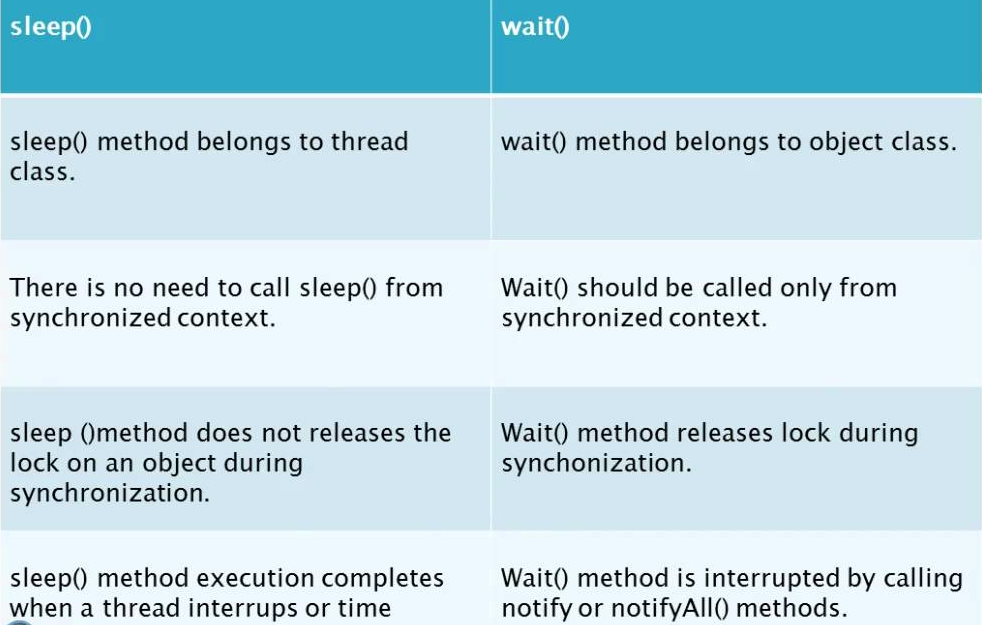 sleep()
wait()
sleep() method belongs to thread
class.
wait() method belongs to object class.
There is no need to call sleep() from
synchronized context.
Wait() should be called only from
synchronized context.
sleep ()method does not releases the
lock on an object during
synchronization.
Wait() method releases lock during
synchonization.
sleep() method execution completes
when a thread interrups or time
Wait() method is interrupted by calling
notify or notifyAll() methods.